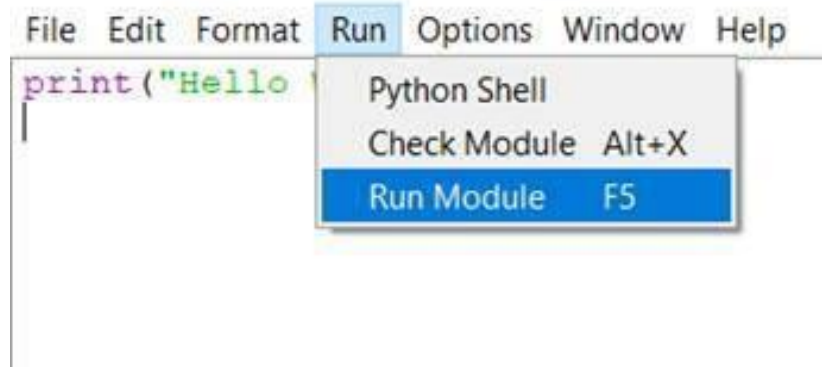 File Edit Format Run Options Window Help
print("Hello
Python Shell
Check Module Alt+X
Run Module F5